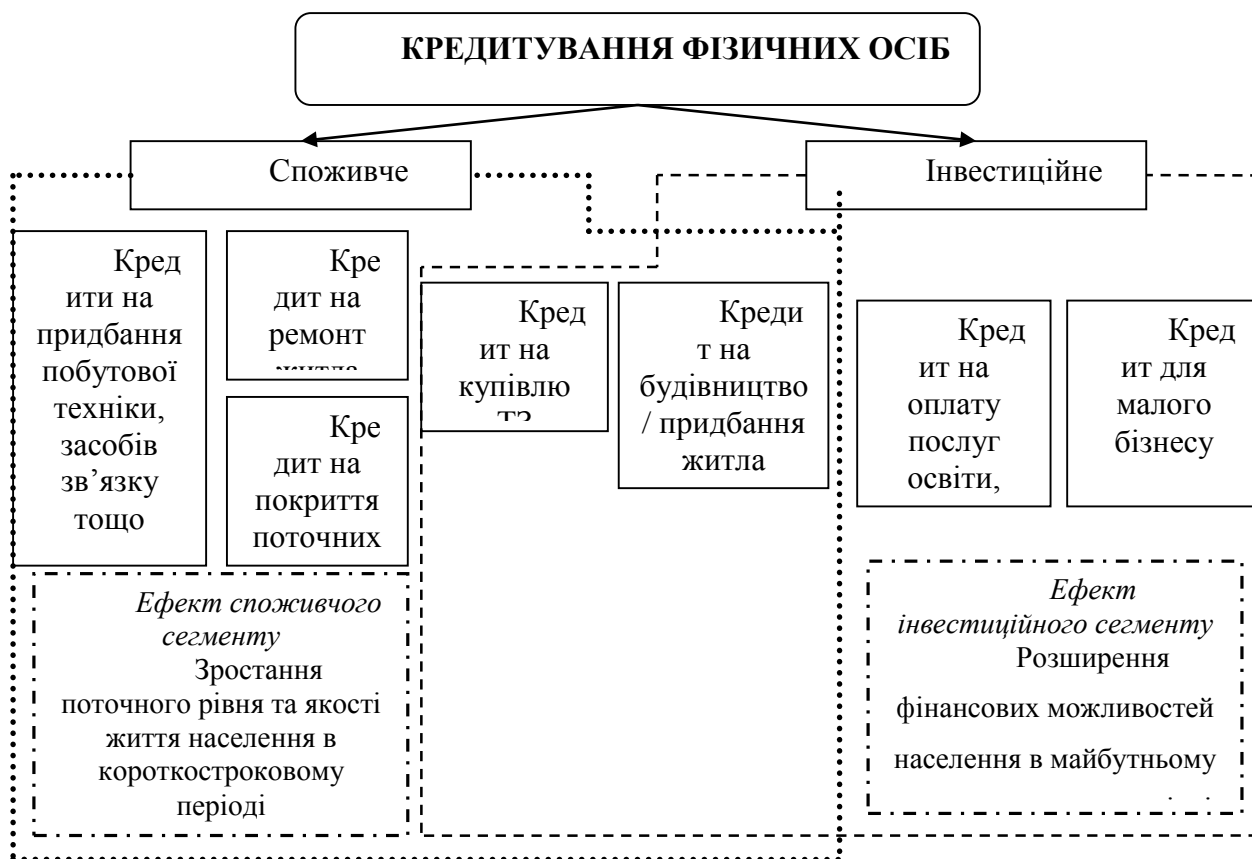 КРЕДИТУВАННЯ ФІЗИЧНИХ ОСІБ
Споживче
Інвестиційне
Кред
ити на
придбання
побутової
техніки,
засобів
зв’язку
тощо
Кре
дит на
ремонт
житла
Кре
дит на
покриття
поточних
Кред
ит на
купівлю
ТЗ
Креди
т на
будівництво
/ придбання
житла
Кред
ит на
оплату
послуг
освіти,
Кред
ит для
малого
бізнесу
Ефект споживчого
сегменту
Зростання
поточного рівня та якості
життя населення в
короткостроковому
періоді
Ефект
інвестиційного сегменту
Розширення
фінансових можливостей
населення в майбутньому